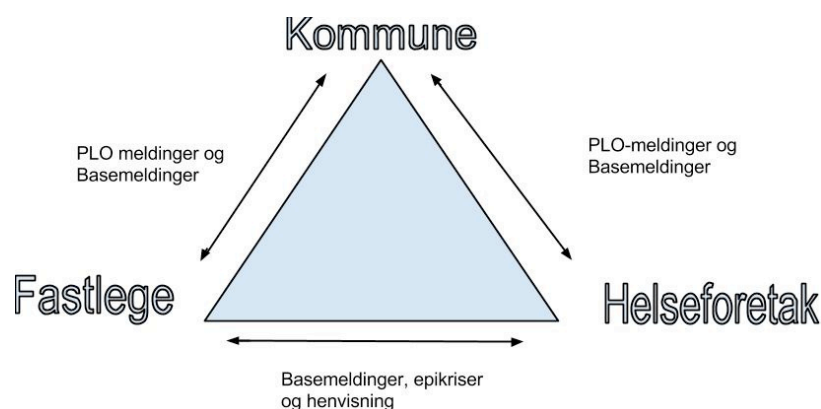 Kommune
PLO meldinger og
Basemeldinger
PLO-meldinger og
Basemeldinger
Fastlege
Helseforetak
Basemeldinger, epikriser
og henvisning